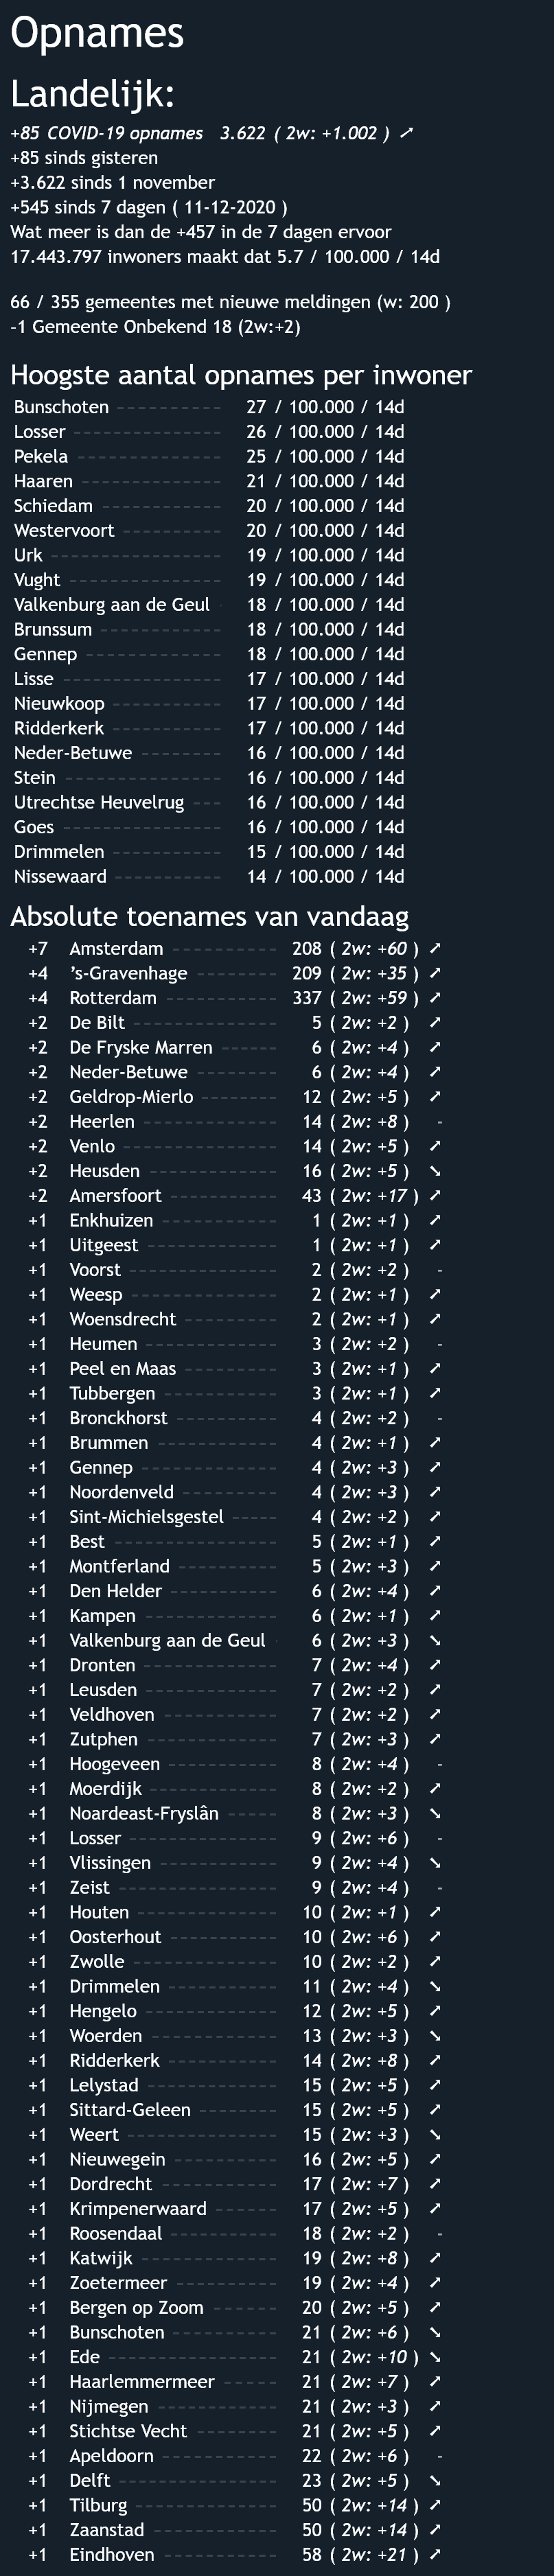 Opnames
Landelijk:
+85 COVID-19 opnames 3.622 ( 2w: +1.002 ) ➚
+85 sinds gisteren
+3.622 sinds 1 november
+545 sinds 7 dagen ( 11-12-2020 )
Wat meer is dan de +457 in de 7 dagen ervoor
17.443.797 inwoners maakt dat 5.7 / 100.000 / 14d
66 / 355 gemeentes met nieuwe meldingen (w: 200 )
-1 Gemeente Onbekend 18 (2w:+2)
Hoogste aantal opnames per inwoner
Bunschoten 27 / 100.000 / 14d
Losser 26 / 100.000 / 14d
Pekela 25 / 100.000 / 14d
Haaren 21 / 100.000 / 14d
Schiedam 20 / 100.000 / 14d
Westervoort 20 / 100.000 / 14d
Urk 19 / 100.000 / 14d
Vught 19 / 100.000 / 14d
Valkenburg aan de Geul 18 / 100.000 / 14d
Brunssum 18 / 100.000 / 14d
Gennep 18 / 100.000 / 14d
Lisse 17 / 100.000 / 14d
Nieuwkoop 17 / 100.000 / 14d
Ridderkerk 17 / 100.000 / 14d
Neder-Betuwe 16 / 100.000 / 14d
Stein 16 / 100.000 / 14d
Utrechtse Heuvelrug 16 / 100.000 / 14d
Goes 16 / 100.000 / 14d
Drimmelen 15 / 100.000 / 14d
Nissewaard 14 / 100.000 / 14d
Absolute toenames van vandaag
+7 Amsterdam 208 ( 2w: +60 ) ➚
+4 's-Gravenhage 209 ( 2w: +35 ) ➚
+4 Rotterdam 337 ( 2w: +59 ) ➚
+2 De Bilt 5 ( 2w: +2 ) ➚
+2 De Fryske Marren 6 ( 2w: +4 ) ➚
+2 Neder-Betuwe 6 ( 2w: +4 ) ➚
+2 Geldrop-Mierlo 12 ( 2w: +5 ) ➚
+2 Heerlen 14 ( 2w: +8 ) -
+2 Venlo 14 ( 2w: +5 ) ➚
+2 Heusden 16 ( 2w: +5 ) ➘
+2 Amersfoort 43 ( 2w: +17 ) ➚
+1 Enkhuizen 1 ( 2w: +1 ) ➚
+1 Uitgeest 1 ( 2w: +1 ) ➚
+1 Voorst 2 ( 2w: +2 ) -
+1 Weesp 2 ( 2w: +1 ) ➚
+1 Woensdrecht 2 ( 2w: +1 ) ➚
+1 Heumen 3 ( 2w: +2 ) -
+1 Peel en Maas 3 ( 2w: +1 ) ➚
+1 Tubbergen 3 ( 2w: +1 ) ➚
+1 Bronckhorst 4 ( 2w: +2 ) -
+1 Brummen 4 ( 2w: +1 ) ➚
+1 Gennep 4 ( 2w: +3 ) ➚
+1 Noordenveld 4 ( 2w: +3 ) ➚
+1 Sint-Michielsgestel 4 ( 2w: +2 ) ➚
+1 Best 5 ( 2w: +1 ) ➚
+1 Montferland 5 ( 2w: +3 ) ➚
+1 Den Helder 6 ( 2w: +4 ) ➚
+1 Kampen 6 ( 2w: +1 ) ➚
+1 Valkenburg aan de Geul 6 ( 2w: +3 ) ➘
+1 Dronten 7 ( 2w: +4 ) ➚
+1 Leusden 7 ( 2w: +2 ) ➚
+1 Veldhoven 7 ( 2w: +2 ) ➚
+1 Zutphen 7 ( 2w: +3 ) ➚
+1 Hoogeveen 8 ( 2w: +4 ) -
+1 Moerdijk 8 ( 2w: +2 ) ➚
+1 Noardeast-Fryslân 8 ( 2w: +3 ) ➘
+1 Losser 9 ( 2w: +6 ) -
+1 Vlissingen 9 ( 2w: +4 ) ➘
+1 Zeist 9 ( 2w: +4 ) -
+1 Houten 10 ( 2w: +1 ) ➚
+1 Oosterhout 10 ( 2w: +6 ) ➚
+1 Zwolle 10 ( 2w: +2 ) ➚
+1 Drimmelen 11 ( 2w: +4 ) ➘
+1 Hengelo 12 ( 2w: +5 ) ➚
+1 Woerden 13 ( 2w: +3 ) ➘
+1 Ridderkerk 14 ( 2w: +8 ) ➚
+1 Lelystad 15 ( 2w: +5 ) ➚
+1 Sittard-Geleen 15 ( 2w: +5 ) ➚
+1 Weert 15 ( 2w: +3 ) ➘
+1 Nieuwegein 16 ( 2w: +5 ) ➚
+1 Dordrecht 17 ( 2w: +7 ) ➚
+1 Krimpenerwaard 17 ( 2w: +5 ) ➚
+1 Roosendaal 18 ( 2w: +2 ) -
+1 Katwijk 19 ( 2w: +8 ) ➚
+1 Zoetermeer 19 ( 2w: +4 ) ➚
+1 Bergen op Zoom 20 ( 2w: +5 ) ➚
+1 Bunschoten 21 ( 2w: +6 ) ➘
+1 Ede 21 ( 2w: +10 ) ➘
+1 Haarlemmermeer 21 ( 2w: +7 ) ➚
+1 Nijmegen 21 ( 2w: +3 ) ➚
+1 Stichtse Vecht 21 ( 2w: +5 ) ➚
+1 Apeldoorn 22 ( 2w: +6 ) -
+1 Delft 23 ( 2w: +5 ) ➘
+1 Tilburg 50 ( 2w: +14 ) ➚
+1 Zaanstad 50 ( 2w: +14 ) ➚
+1 Eindhoven 58 ( 2w: +21 ) ➚